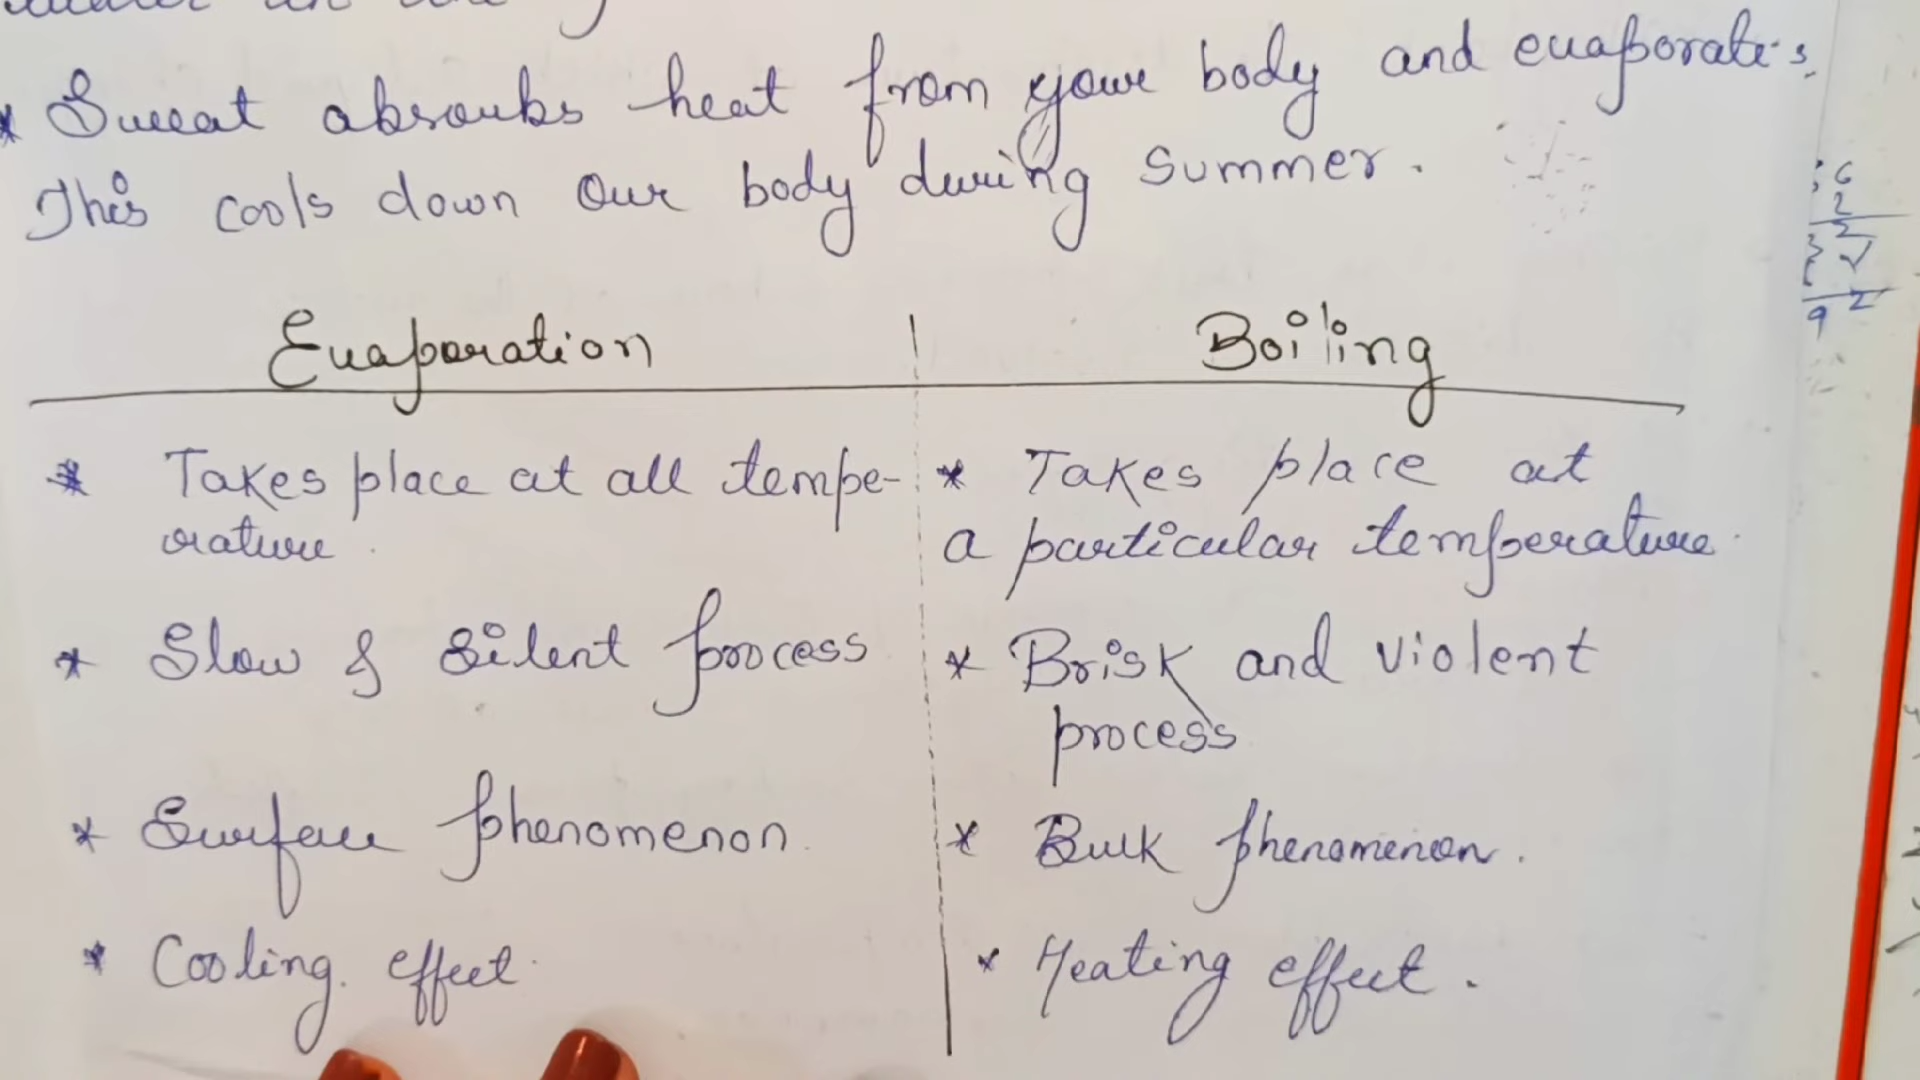 * Sweat absorbs heat from your body and evaporates.
This cools down Our body during Summer.
Evaporation
Boiling
* Takes place at all tempe-
rature.
* Slow & Silent process
* Surface phenomenon.
* Cooling effect.
* Takes place at
a particular temperature.
* Brisk and violent
process
* Bulk phenomenon.
* Heating effect.